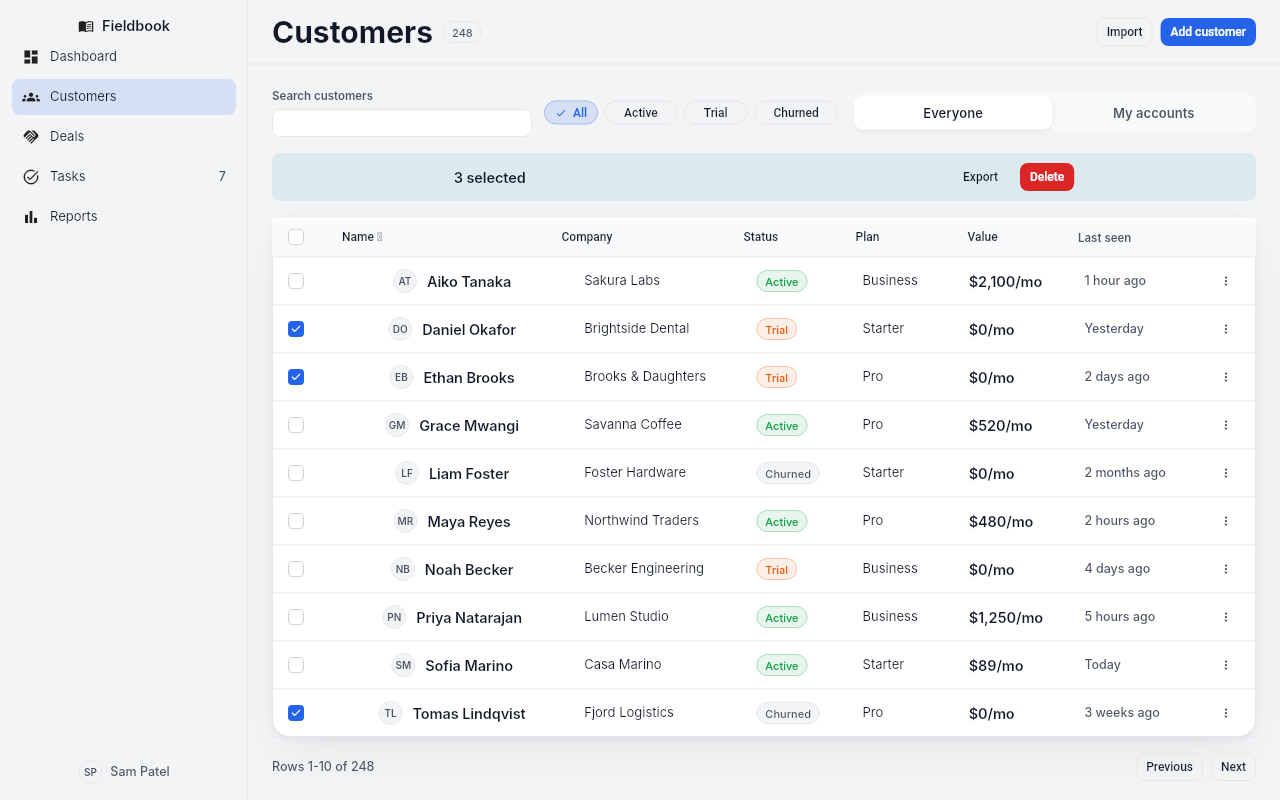 Fieldbook
Dashboard
Customers
Deals
Tasks 7
Reports
SP Sam Patel
Customers 248
Import Add customer
Search customers
All Active Trial Churned
Everyone My accounts
3 selected Export Delete
Name Company Status Plan Value Last seen
AT Aiko Tanaka Sakura Labs Active Business $2,100/mo 1 hour ago
DO Daniel Okafor Brightside Dental Trial Starter $0/mo Yesterday
EB Ethan Brooks Brooks & Daughters Trial Pro $0/mo 2 days ago
GM Grace Mwangi Savanna Coffee Active Pro $520/mo Yesterday
LF Liam Foster Foster Hardware Churned Starter $0/mo 2 months ago
MR Maya Reyes Northwind Traders Active Pro $480/mo 2 hours ago
NB Noah Becker Becker Engineering Trial Business $0/mo 4 days ago
PN Priya Natarajan Lumen Studio Active Business $1,250/mo 5 hours ago
SM Sofia Marino Casa Marino Active Starter $89/mo Today
TL Tomas Lindqvist Fjord Logistics Churned Pro $0/mo 3 weeks ago
Rows 1-10 of 248
Previous Next